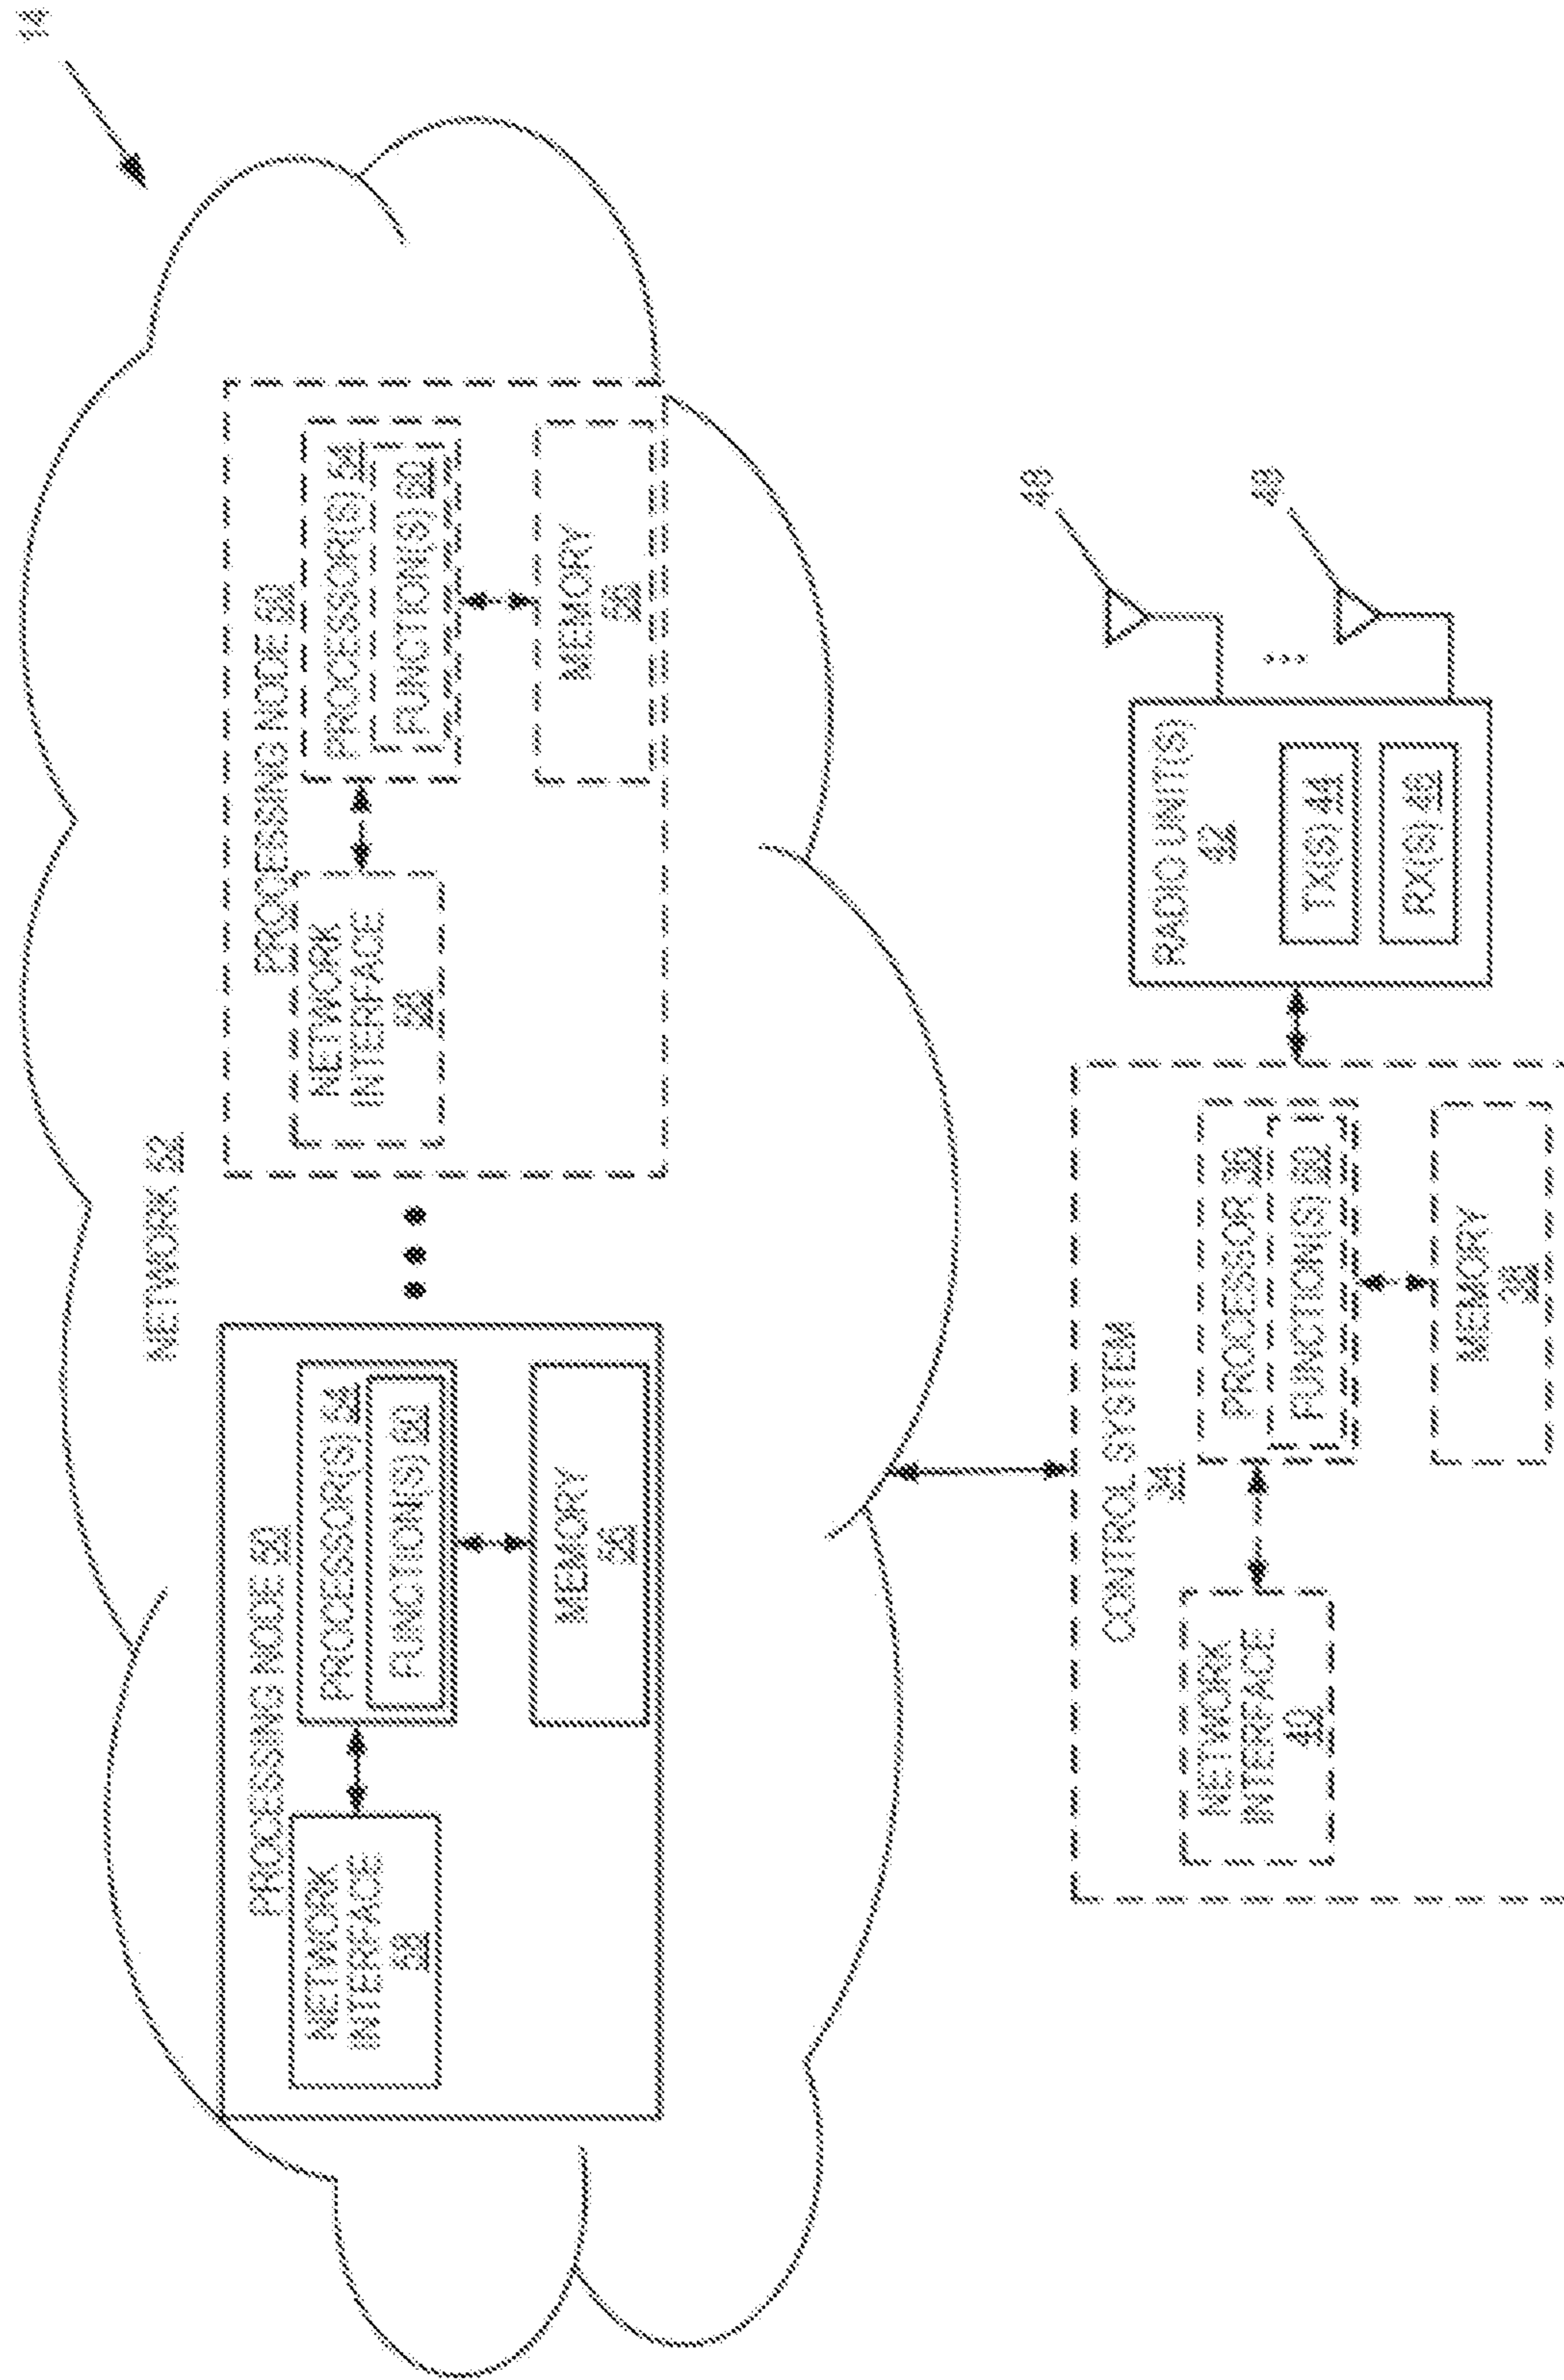 14
NETWORK 52
PROCESSING NODE 50
NETWORK
INTERFACE
58
PROCESSOR(S) 54
FUNCTION(S) 60
MEMORY
56
PROCESSING NODE 50
NETWORK
INTERFACE
58
PROCESSOR(S) 54
FUNCTION(S) 60
MEMORY
56
CONTROL SYSTEM
34
NETWORK
INTERFACE
40
PROCESSOR 36
FUNCTION(S) 60
MEMORY
38
RADIO UNIT(S)
42
TX(S) 44
RX(S) 46
48
48